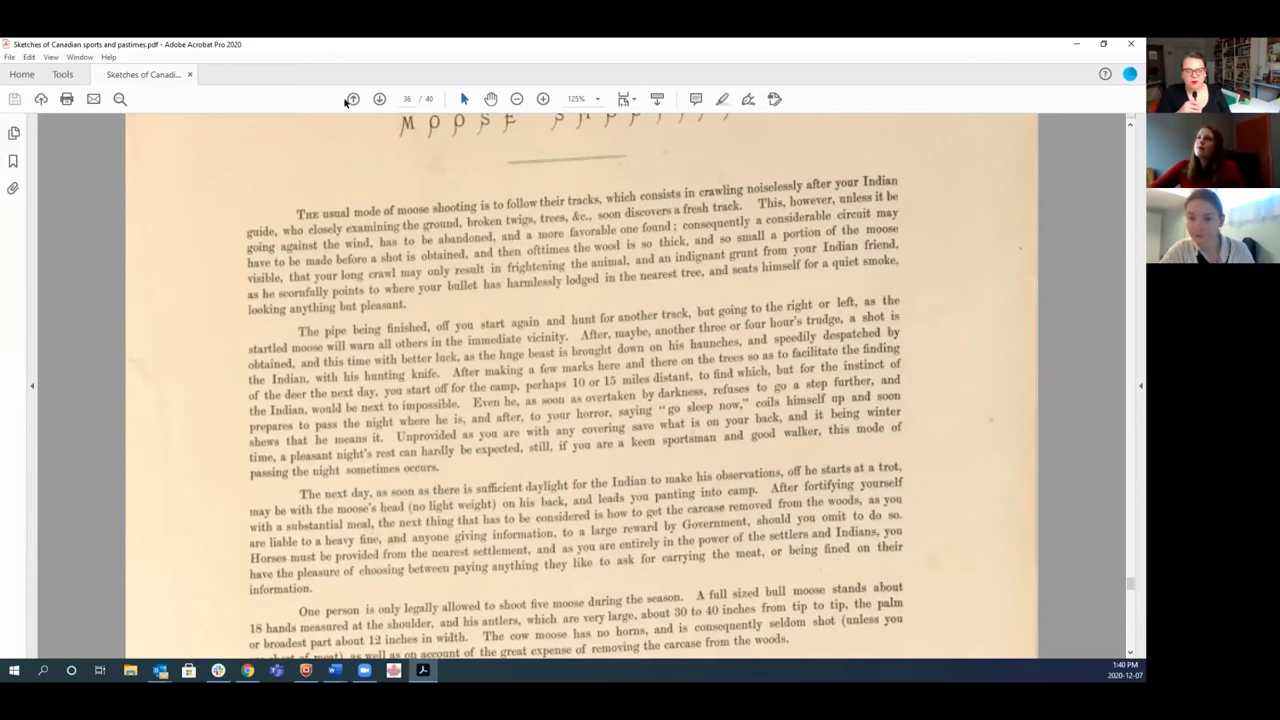 Sketches of Canadian sports and pastimes.pdf - Adobe Acrobat Pro 2020
File Edit View Window Help
Home Tools Sketches of Canadi... ×
36 / 40 125%
MOOSE
THE usual mode of moose shooting is to follow their tracks, which consists in crawling noiselessly after your Indian
guide, who closely examining the ground, broken twigs, trees, &c., soon discovers a fresh track. This, however, unless it be
going against the wind, has to be abandoned, and a more favorable one found; consequently a considerable circuit may
have to be made before a shot is obtained, and then ofttimes the wood is so thick, and so small a portion of the moose
visible, that your long crawl may only result in frightening the animal, and an indignant grunt from your Indian friend,
as he scornfully points to where your bullet has harmlessly lodged in the nearest tree, and seats himself for a quiet smoke,
looking anything but pleasant.
The pipe being finished, off you start again and hunt for another track, but going to the right or left, as the
startled moose will warn all others in the immediate vicinity. After, maybe, another three or four hour's trudge, a shot is
obtained, and this time with better luck, as the huge beast is brought down on his haunches, and speedily despatched by
the Indian, with his hunting knife. After making a few marks here and there on the trees so as to facilitate the finding
of the deer the next day, you start off for the camp, perhaps 10 or 15 miles distant, to find which, but for the instinct of
the Indian, would be next to impossible. Even he, as soon as overtaken by darkness, refuses to go a step further, and
prepares to pass the night where he is, and after, to your horror, saying "go sleep now," coils himself up and soon
shews that he means it. Unprovided as you are with any covering save what is on your back, and it being winter
time, a pleasant night's rest can hardly be expected, still, if you are a keen sportsman and good walker, this mode of
passing the night sometimes occurs.
The next day, as soon as there is sufficient daylight for the Indian to make his observations, off he starts at a trot,
may be with the moose's head (no light weight) on his back, and leads you panting into camp. After fortifying yourself
with a substantial meal, the next thing that has to be considered is how to get the carcase removed from the woods, as you
are liable to a heavy fine, and anyone giving information, to a large reward by Government, should you omit to do so.
Horses must be provided from the nearest settlement, and as you are entirely in the power of the settlers and Indians, you
have the pleasure of choosing between paying anything they like to ask for carrying the meat, or being fined on their
information.
One person is only legally allowed to shoot five moose during the season. A full sized bull moose stands about
18 hands measured at the shoulder, and his antlers, which are very large, about 30 to 40 inches from tip to tip, the palm
or broadest part about 12 inches in width. The cow moose has no horns, and is consequently seldom shot (unless you
as well as on account of the great expense of removing the carcase from the woods.
1:40 PM
2020-12-07